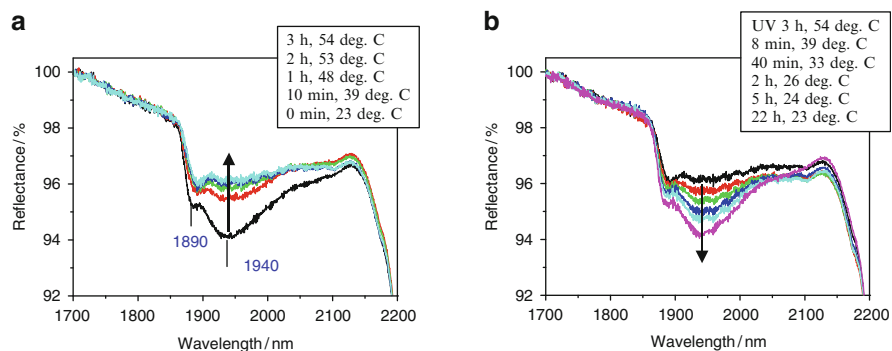 a
3 h, 54 deg. C
2 h, 53 deg. C
1 h, 48 deg. C
10 min, 39 deg. C
0 min, 23 deg. C
100
98
96
94
92
Reflectance / %
1890
1940
1700
1800
1900
2000
2100
2200
Wavelength / nm
b
UV 3 h, 54 deg. C
8 min, 39 deg. C
40 min, 33 deg. C
2 h, 26 deg. C
5 h, 24 deg. C
22 h, 23 deg. C
100
98
96
94
92
Reflectance / %
1700
1800
1900
2000
2100
2200
Wavelength / nm